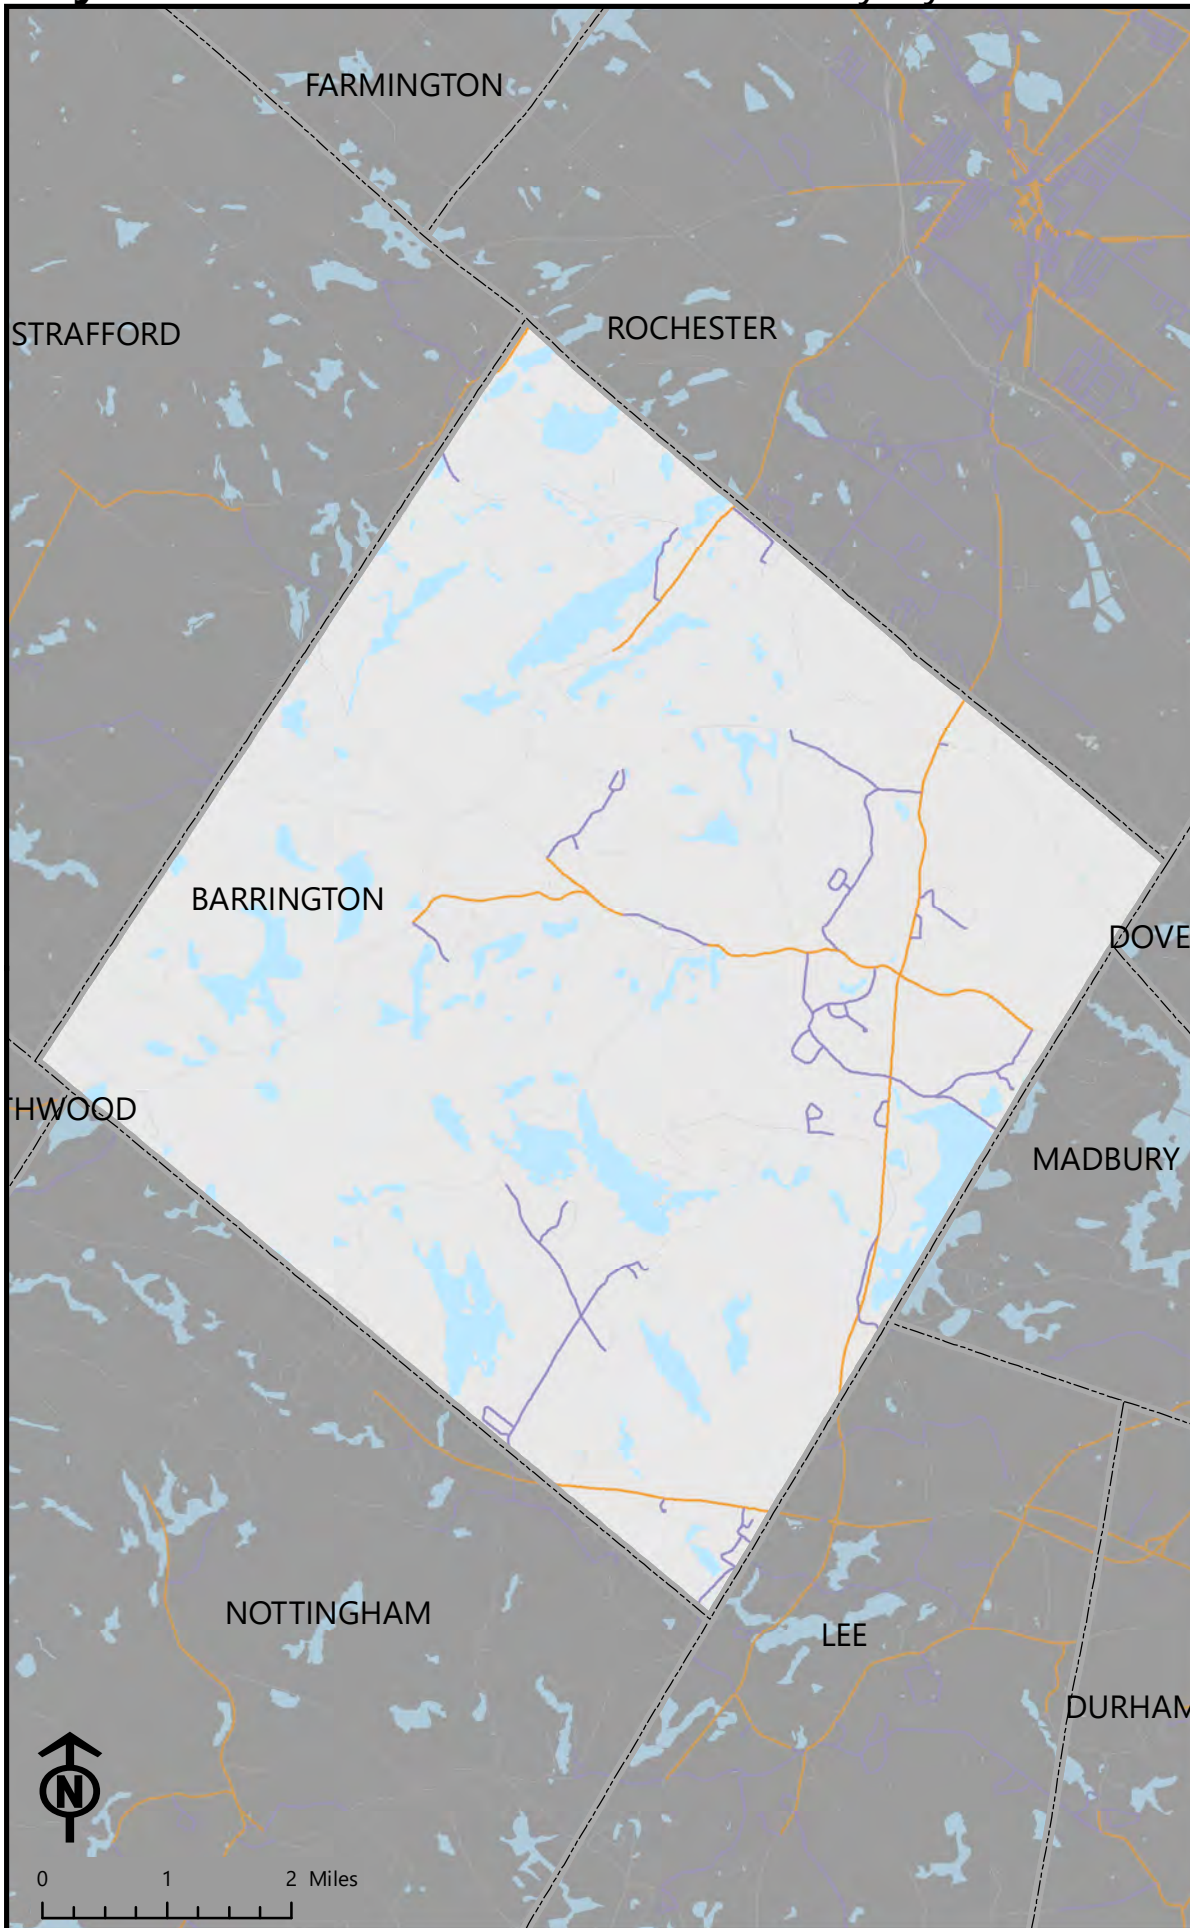 FARMINGTON
STRAFFORD
ROCHESTER
BARRINGTON
DOVE
THWOOD
MADBURY
NOTTINGHAM
LEE
DURHAM
N
0 1 2 Miles